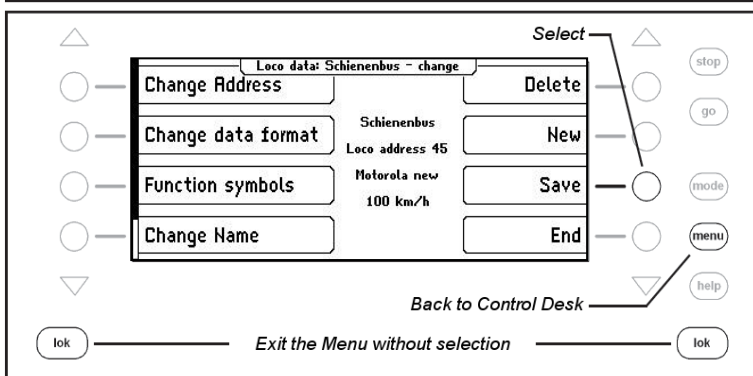 Select
stop
Loco data: Schienenbus - change
Change Address
Delete
go
Change data format
Schienenbus
New
Loco address 45
Function symbols
Motorola new
Save
mode
100 km/h
Change Name
End
menu
help
Back to Control Desk
lok
Exit the Menu without selection
lok